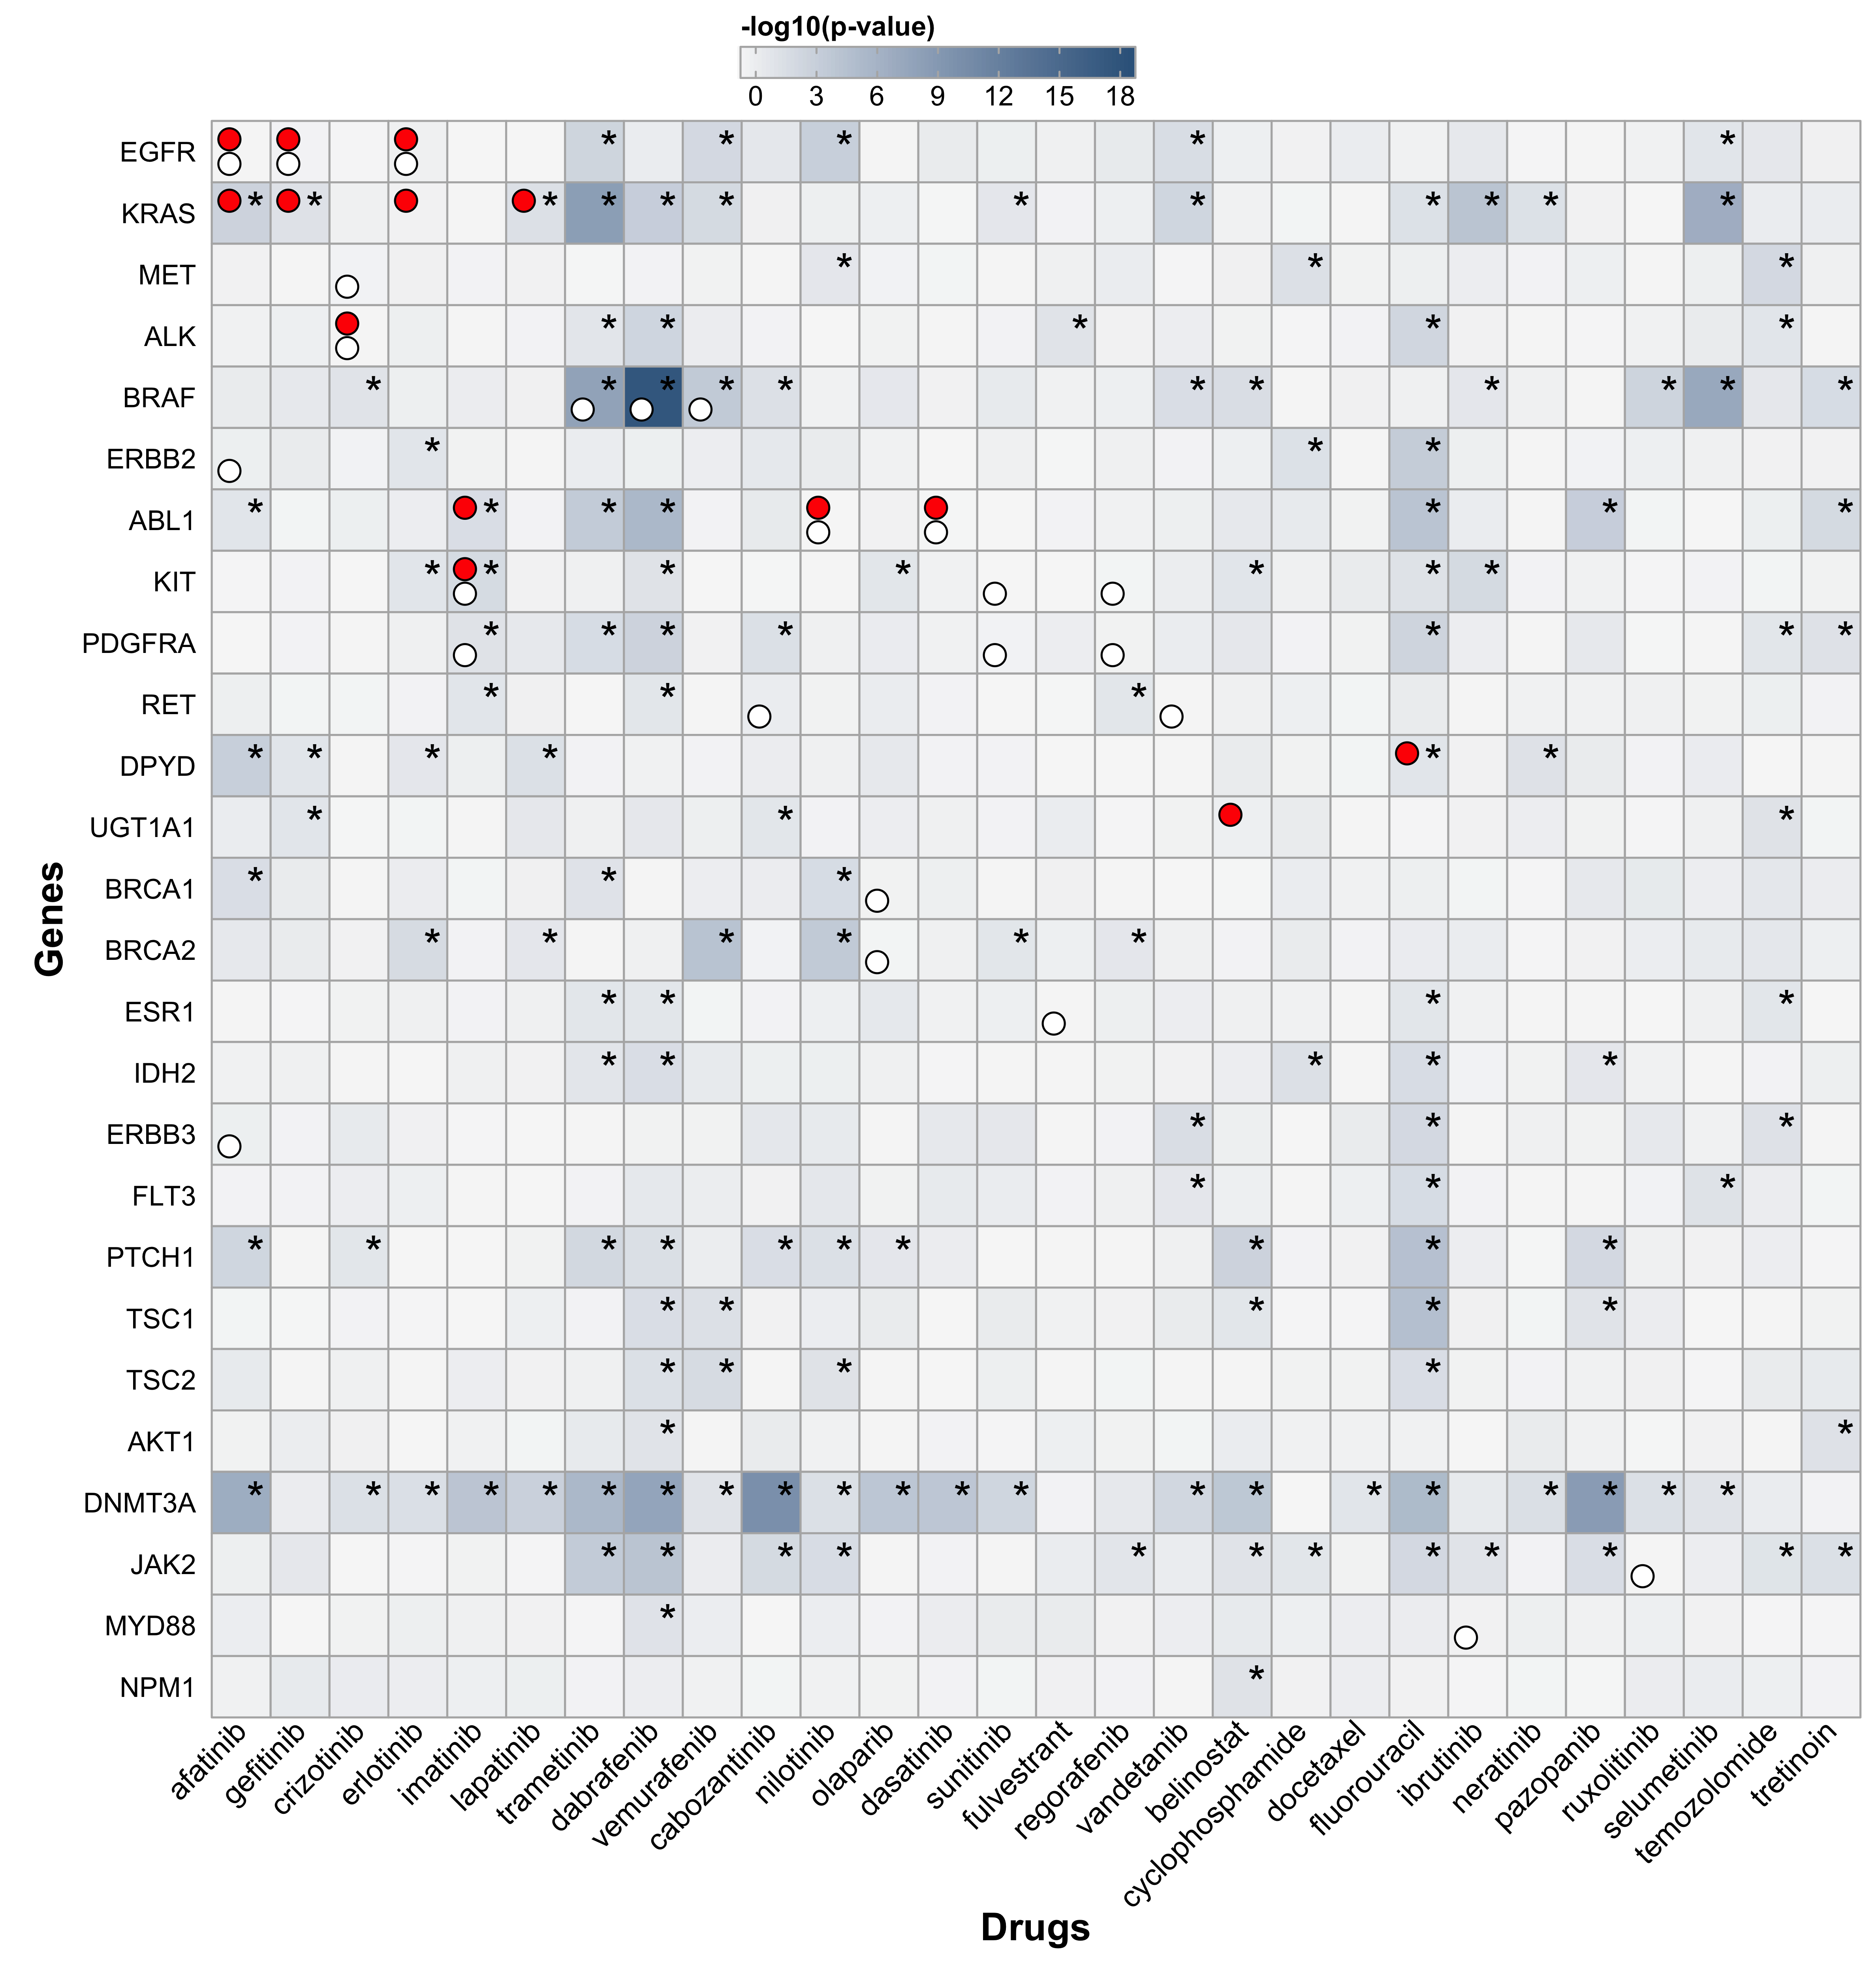 -log10(p-value)
0 3 6 9 12 15 18
EGFR
KRAS
MET
ALK
BRAF
ERBB2
ABL1
KIT
PDGFRA
RET
DPYD
UGT1A1
BRCA1
BRCA2
ESR1
IDH2
ERBB3
FLT3
PTCH1
TSC1
TSC2
AKT1
DNMT3A
JAK2
MYD88
NPM1
Genes
afatinib
gefitinib
crizotinib
erlotinib
imatinib
lapatinib
trametinib
dabrafenib
vemurafenib
cabozantinib
nilotinib
olaparib
dasatinib
sunitinib
fulvestrant
regorafenib
vandetanib
belinostat
cyclophosphamide
docetaxel
fluorouracil
ibrutinib
neratinib
pazopanib
ruxolitinib
selumetinib
temozolomide
tretinoin
Drugs